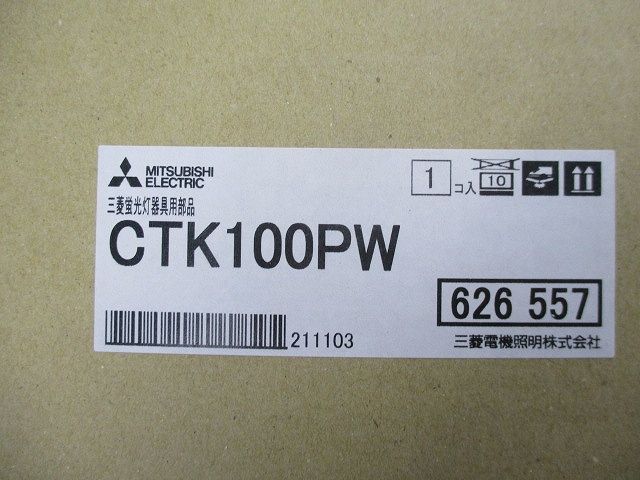 MITSUBISHI
ELECTRIC
1 コ入
10
三菱蛍光灯器具用部品
CTK100PW
626 557
211103
三菱電機照明株式会社